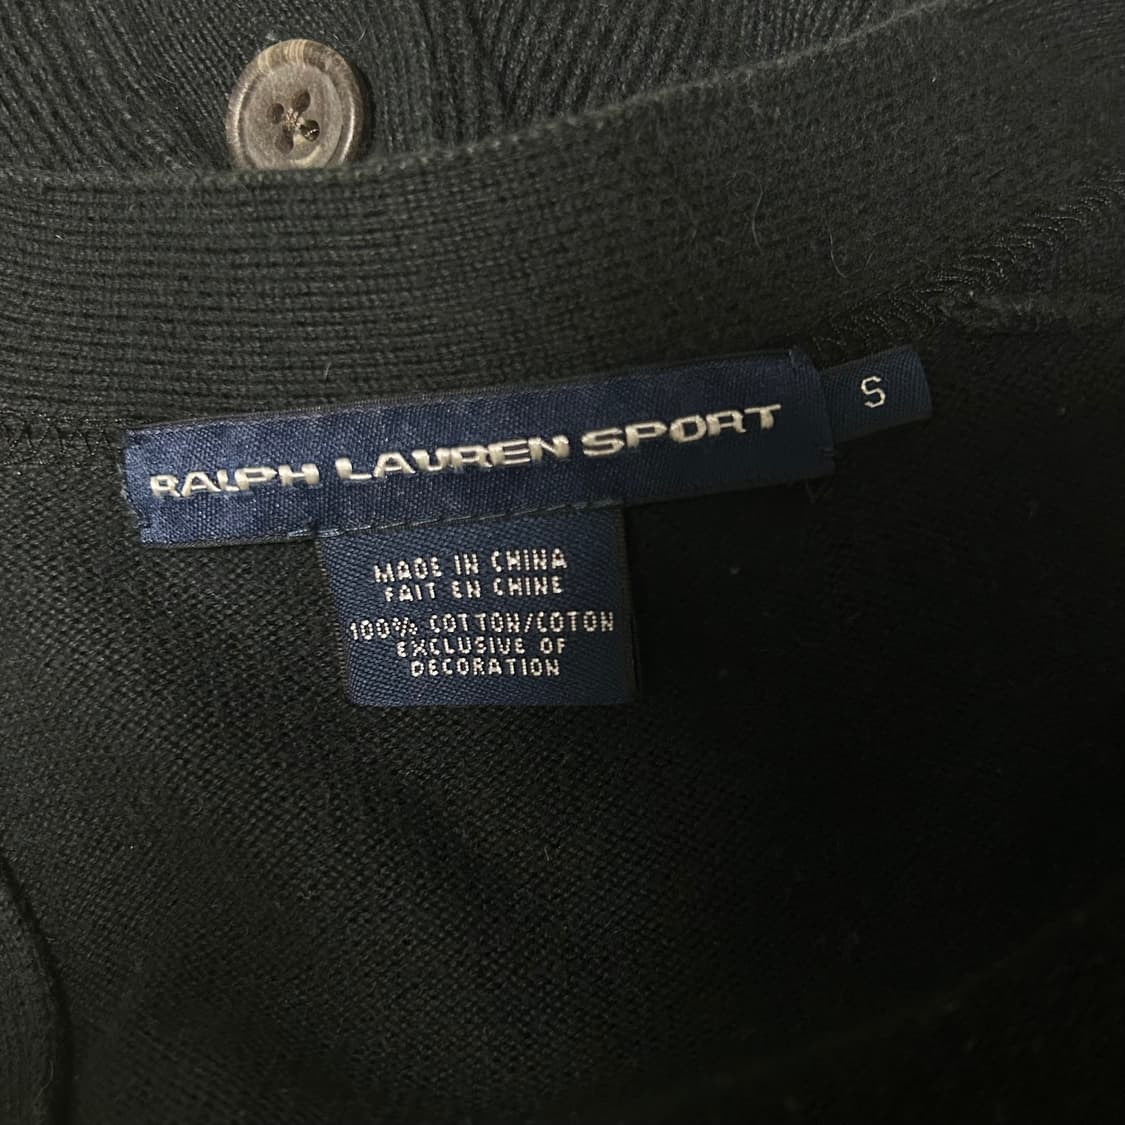 RALPH LAUREN SPORT
S
MADE IN CHINA
FAIT EN CHINE
100% COTTON/COTON
EXCLUSIVE OF
DECORATION